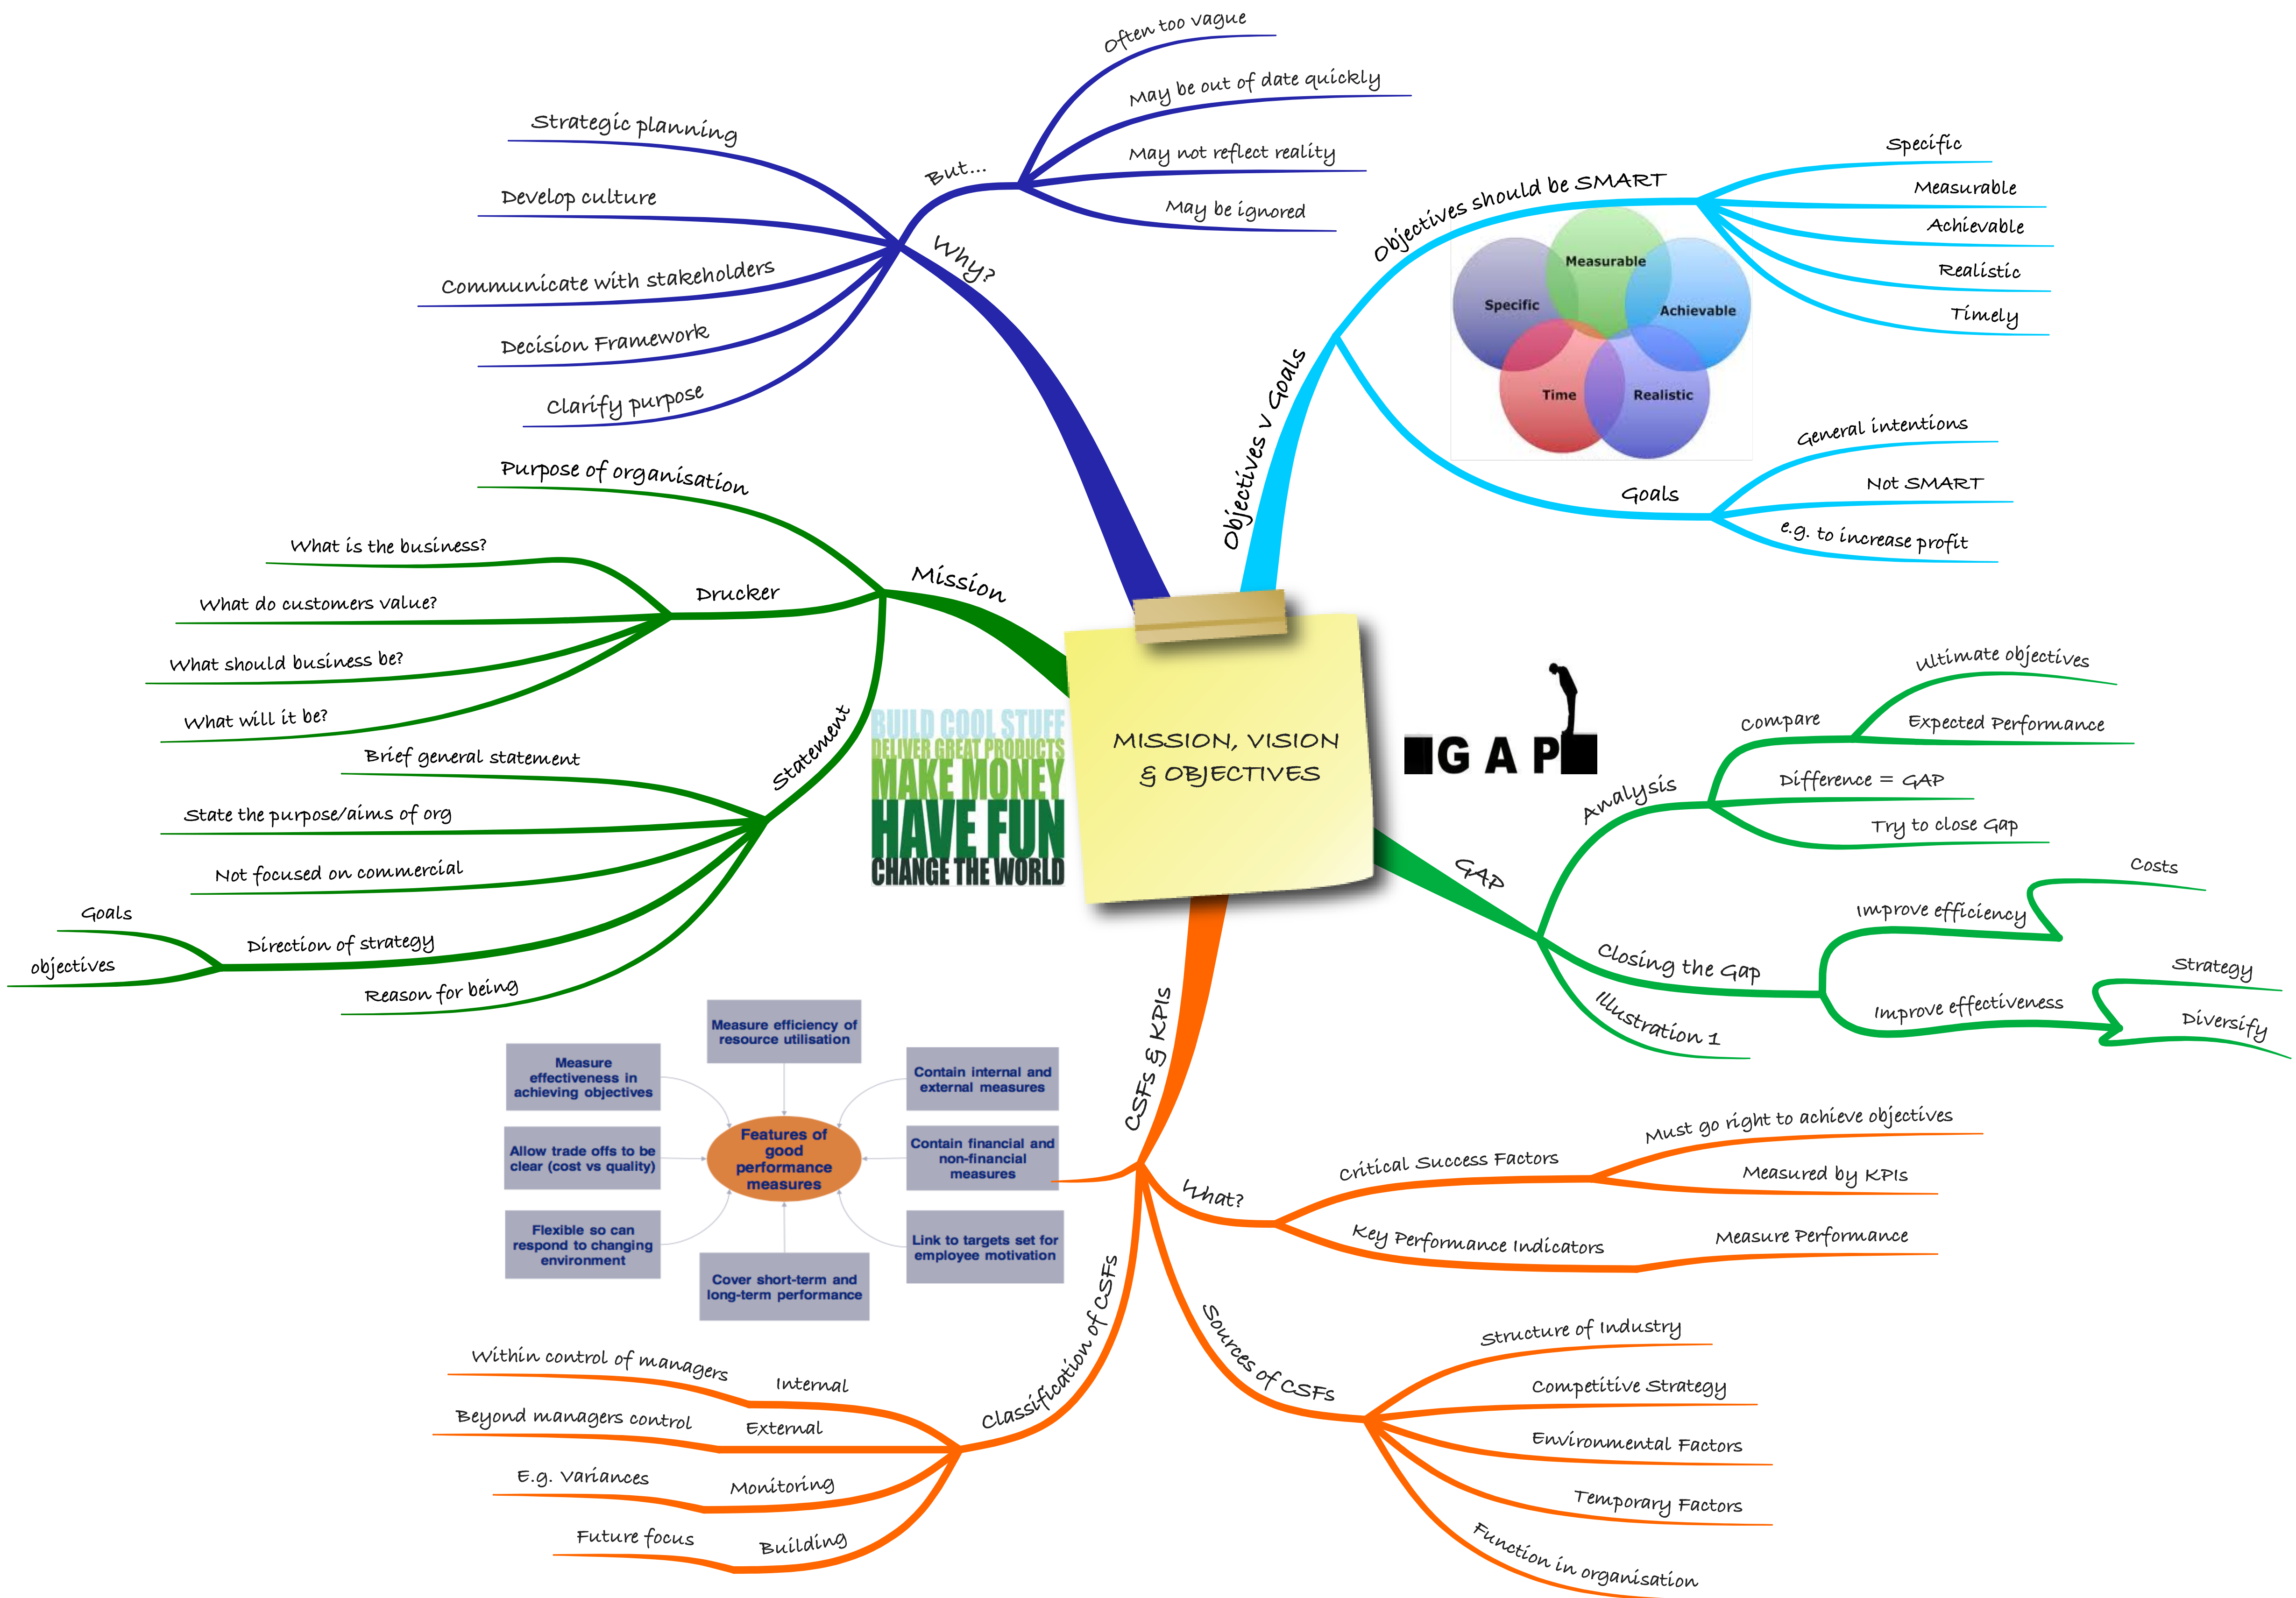 MISSION, VISION
& OBJECTIVES
Why?
Strategic planning
Develop culture
Communicate with stakeholders
Decision Framework
Clarify purpose
But...
Often too vague
May be out of date quickly
May not reflect reality
May be ignored
Objectives v Goals
Objectives should be SMART
Specific
Measurable
Achievable
Realistic
Timely
Measurable
Specific
Achievable
Time
Realistic
Goals
General intentions
Not SMART
e.g. to increase profit
Mission
Purpose of organisation
Drucker
What is the business?
What do customers value?
What should business be?
What will it be?
Statement
Brief general statement
State the purpose/aims of org
Not focused on commercial
Direction of strategy
Goals
objectives
Reason for being
BUILD COOL STUFF
DELIVER GREAT PRODUCTS
MAKE MONEY
HAVE FUN
CHANGE THE WORLD
GAP
GAP
Analysis
Compare
Ultimate objectives
Expected Performance
Difference = GAP
Try to close Gap
Closing the Gap
Improve efficiency
Costs
Improve effectiveness
Strategy
Diversify
Illustration 1
CSFs & KPIs
What?
Critical Success Factors
Must go right to achieve objectives
Measured by KPIs
Key Performance Indicators
Measure Performance
Sources of CSFs
Structure of Industry
Competitive Strategy
Environmental Factors
Temporary Factors
Function in organisation
Classification of CSFs
Internal
Within control of managers
External
Beyond managers control
Monitoring
E.g. Variances
Building
Future focus
Features of
good
performance
measures
Measure efficiency of
resource utilisation
Contain internal and
external measures
Contain financial and
non-financial
measures
Link to targets set for
employee motivation
Cover short-term and
long-term performance
Flexible so can
respond to changing
environment
Allow trade offs to be
clear (cost vs quality)
Measure
effectiveness in
achieving objectives